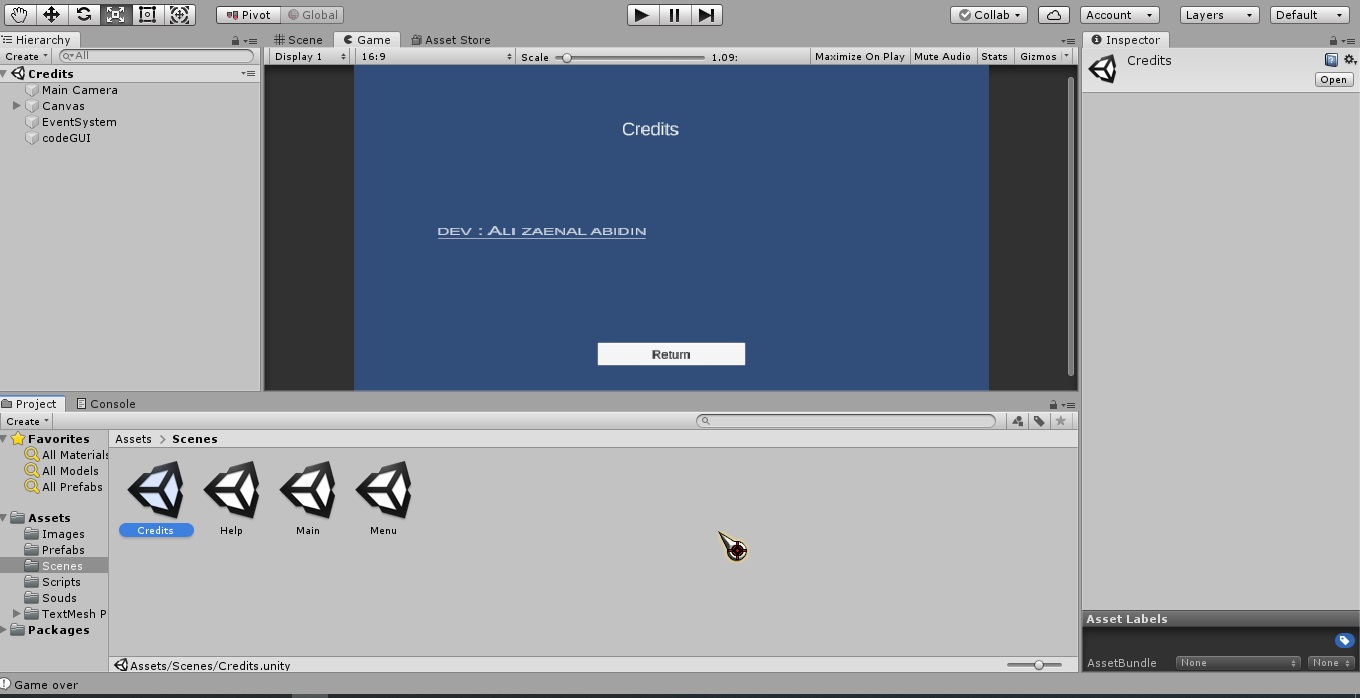 Pivot Global Collab Account Layers Default
Hierarchy
Create All
Credits
Main Camera
Canvas
EventSystem
codeGUI
Scene Game Asset Store
Display 1 16:9 Scale 1.09: Maximize On Play Mute Audio Stats Gizmos
Credits
DEV : ALI ZAENAL ABIDIN
Return
Inspector
Credits
Open
Project Console
Create
Favorites
All Materials
All Models
All Prefabs
Assets
Images
Prefabs
Scenes
Scripts
Souds
TextMesh P
Packages
Assets > Scenes
Credits Help Main Menu
Assets/Scenes/Credits.unity
Asset Labels
AssetBundle None None
Game over